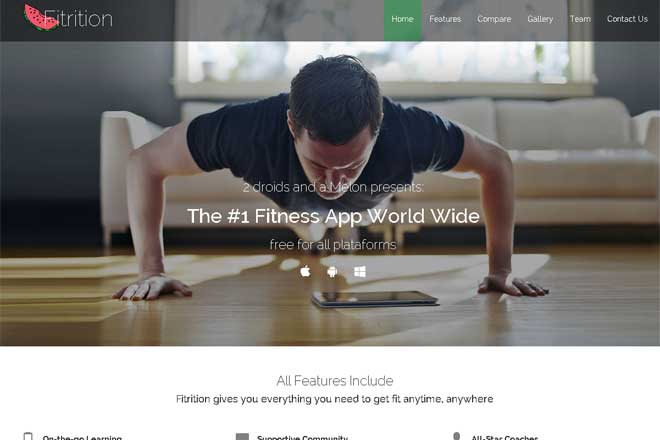 Fitrition
Home Features Compare Gallery Team Contact Us
2 droids and a Melon presents:
The #1 Fitness App World Wide
free for all plataforms
All Features Include
Fitrition gives you everything you need to get fit anytime, anywhere
On-the-go Learning Supportive Community All-Star Coaches